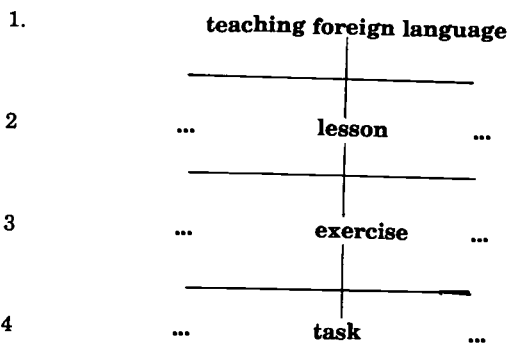 1. teaching foreign language
2 ... lesson ...
3 ... exercise ...
4 ... task ...